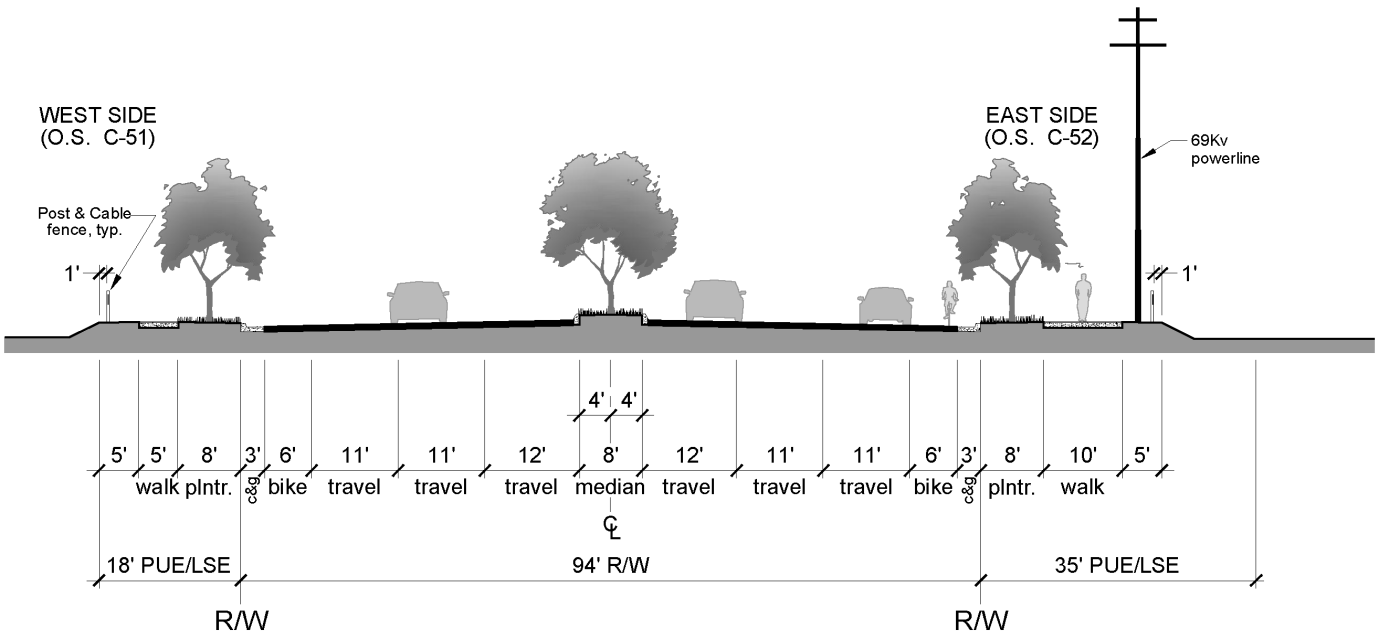 WEST SIDE
(O.S. C-51)
EAST SIDE
(O.S. C-52)
69Kv
powerline
Post & Cable
fence, typ.
1'
1'
4' 4'
5' 5' 8' 3' 6' 11' 11' 12' 8' 12' 11' 11' 6' 3' 8' 10' 5'
walk plntr. c&g bike travel travel travel median travel travel travel bike c&g plntr. walk
CL
18' PUE/LSE 94' R/W 35' PUE/LSE
R/W R/W